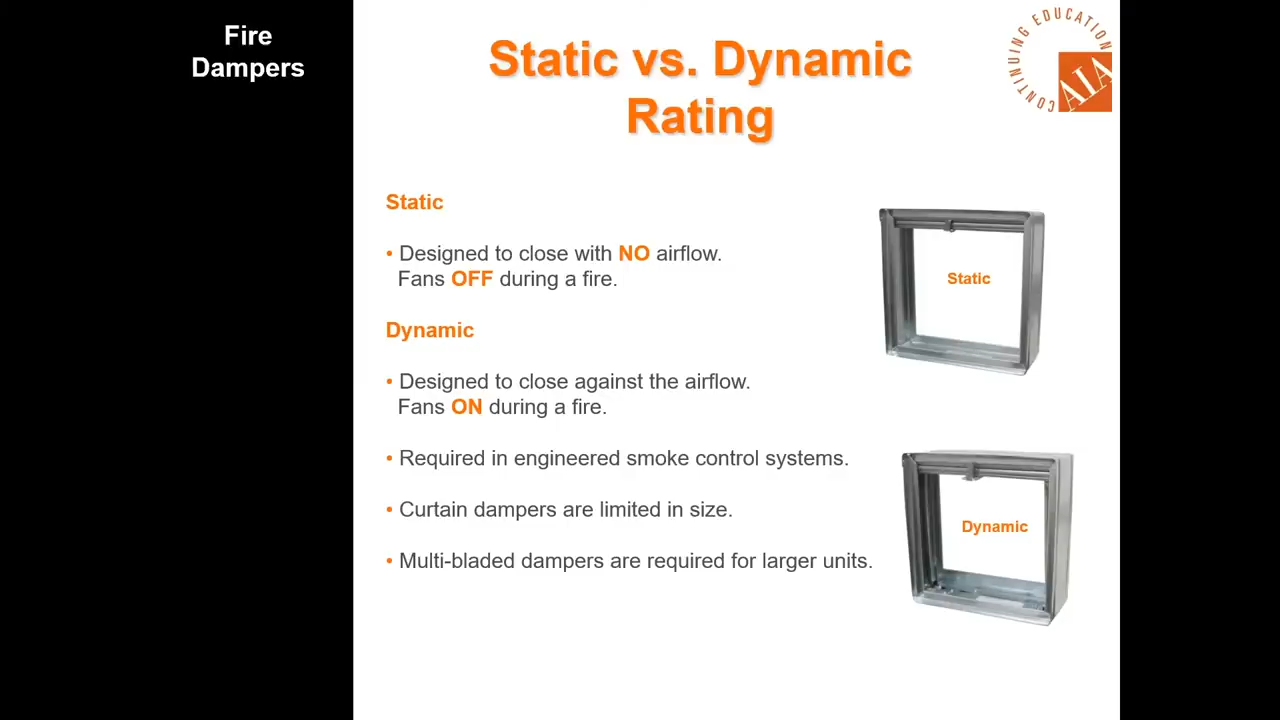 Fire
Dampers
Static vs. Dynamic
Rating
CONTINUING EDUCATION
AIA
Static
• Designed to close with NO airflow.
Fans OFF during a fire.
Static
Dynamic
• Designed to close against the airflow.
Fans ON during a fire.
• Required in engineered smoke control systems.
• Curtain dampers are limited in size.
Dynamic
• Multi-bladed dampers are required for larger units.